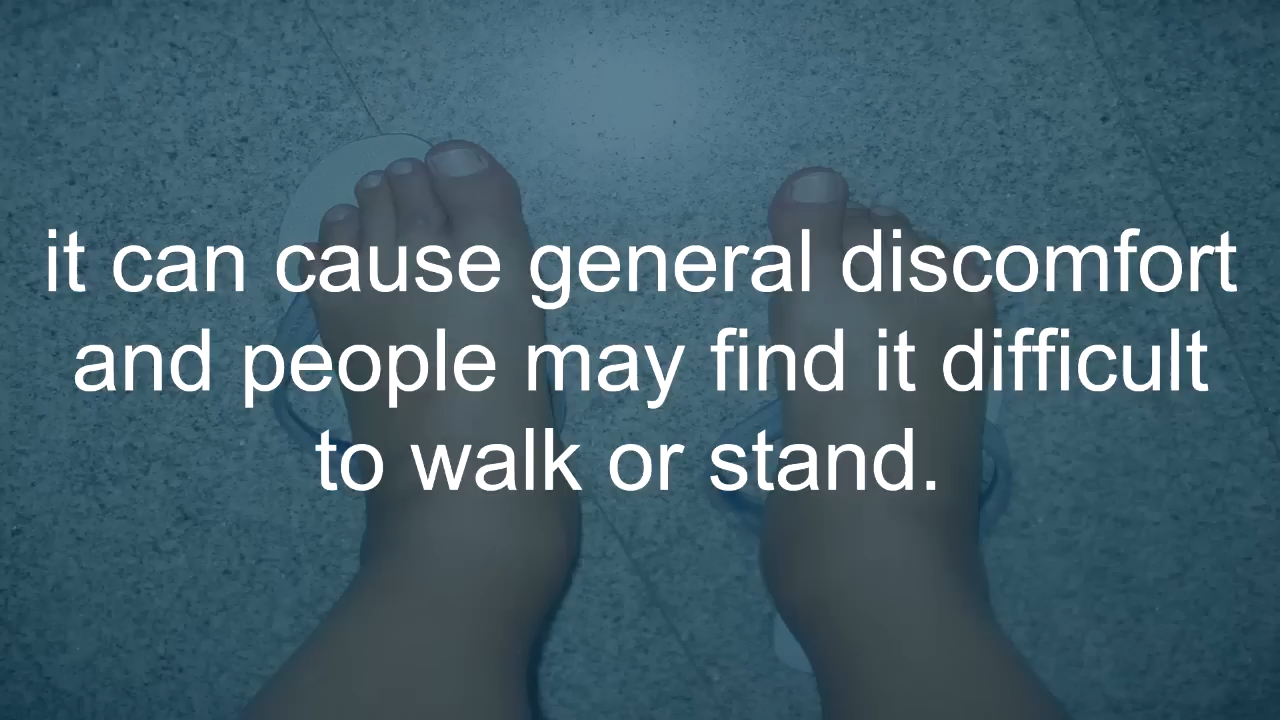 it can cause general discomfort
and people may find it difficult
to walk or stand.